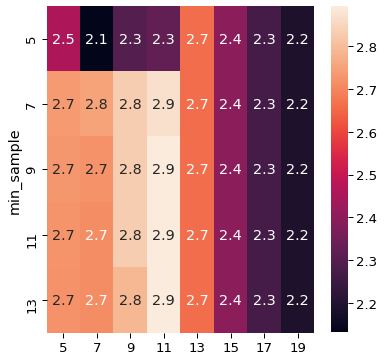 5 2.5 2.1 2.3 2.3 2.7 2.4 2.3 2.2
7 2.7 2.8 2.8 2.9 2.7 2.4 2.3 2.2
9 2.7 2.7 2.8 2.9 2.7 2.4 2.3 2.2
11 2.7 2.7 2.8 2.9 2.7 2.4 2.3 2.2
13 2.7 2.7 2.8 2.9 2.7 2.4 2.3 2.2
5 7 9 11 13 15 17 19
min_sample
2.8
2.7
2.6
2.5
2.4
2.3
2.2